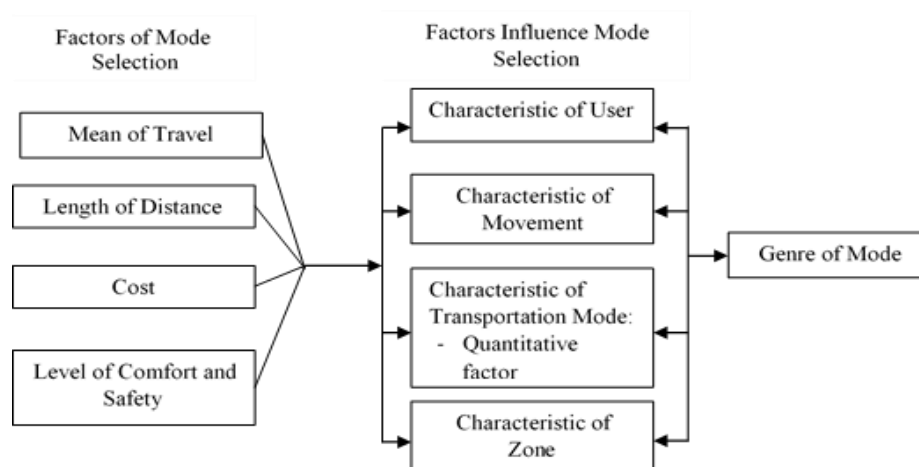 Factors of Mode
Selection
Mean of Travel
Length of Distance
Cost
Level of Comfort and
Safety
Factors Influence Mode
Selection
Characteristic of User
Characteristic of
Movement
Characteristic of
Transportation Mode:
- Quantitative
factor
Characteristic of
Zone
Genre of Mode